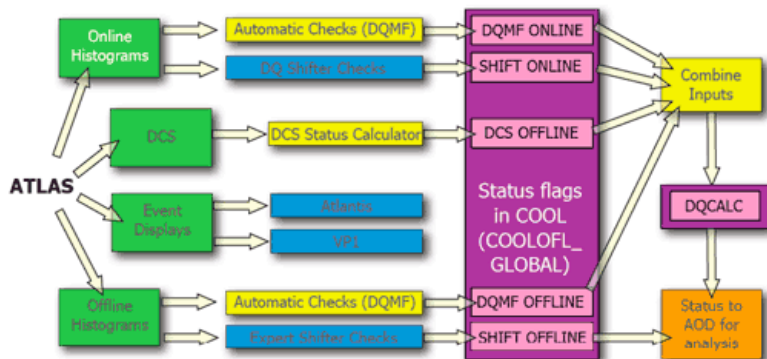 Online
Histograms
Automatic Checks (DQMF)
DQMF ONLINE
DQ Shifter Checks
SHIFT ONLINE
Combine
Inputs
DCS
DCS Status Calculator
DCS OFFLINE
ATLAS
Event
Displays
Atlantis
VP1
Status flags
in COOL
(COOLOFL_
GLOBAL)
DQCALC
Offline
Histograms
Automatic Checks (DQMF)
DQMF OFFLINE
Expert Shifter Checks
SHIFT OFFLINE
Status to
AOD for
analysis